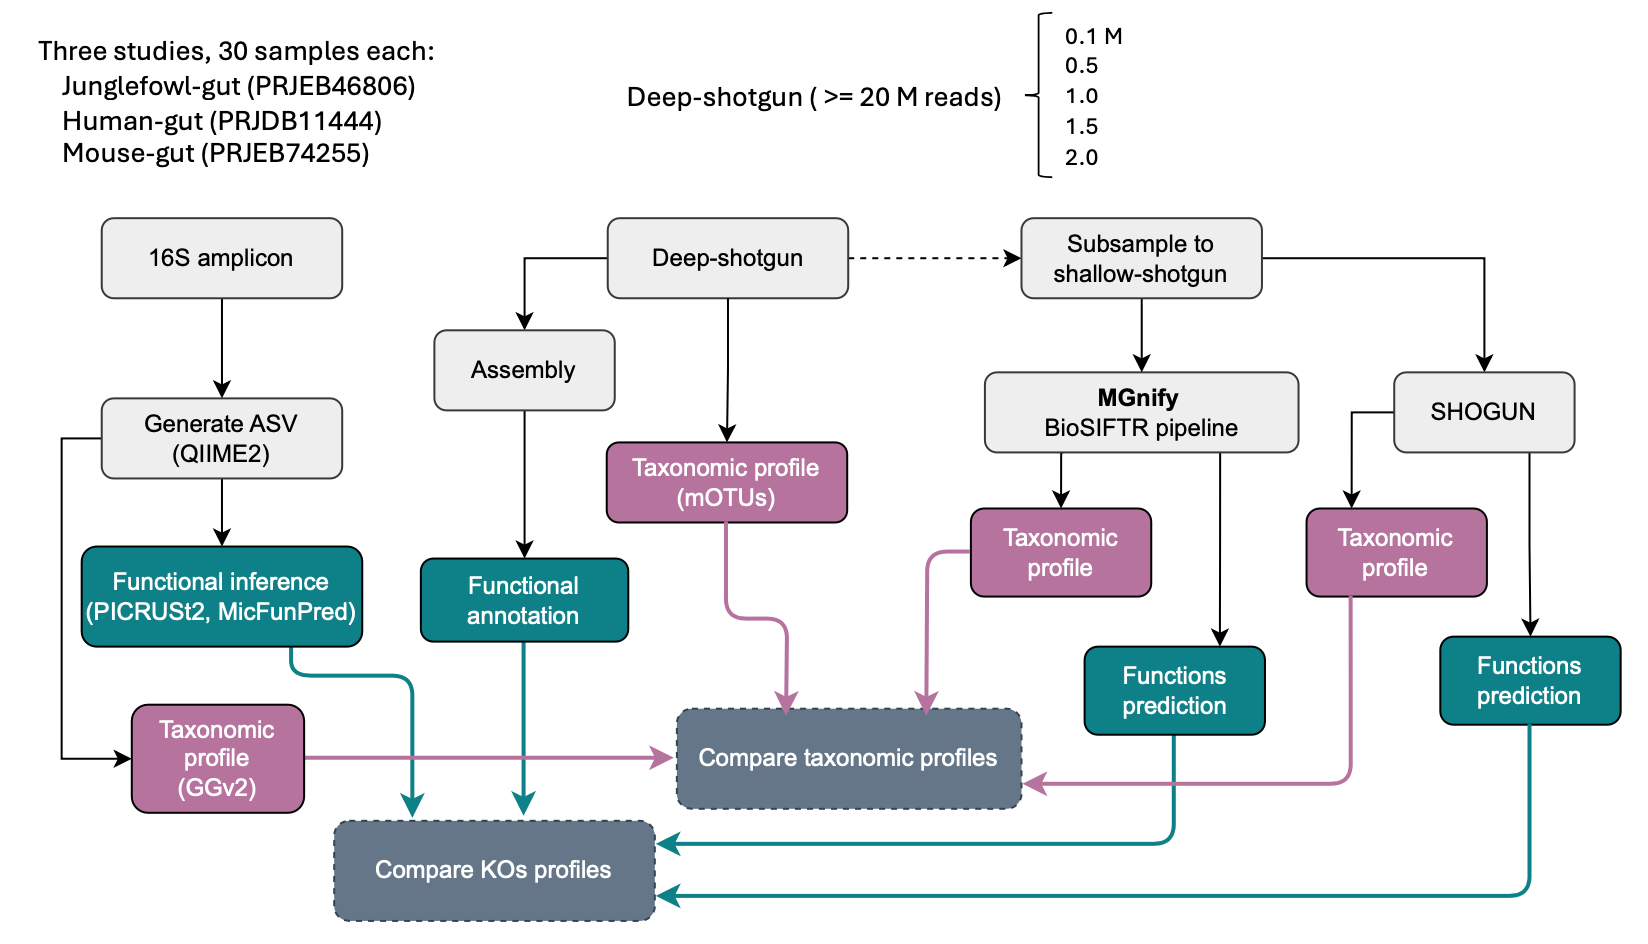 Three studies, 30 samples each:
Junglefowl-gut (PRJEB46806)
Human-gut (PRJDB11444)
Mouse-gut (PRJEB74255)
Deep-shotgun ( >= 20 M reads)
0.1 M
0.5
1.0
1.5
2.0
16S amplicon
Deep-shotgun
Subsample to
shallow-shotgun
Assembly
Generate ASV
(QIIME2)
MGnify
BioSIFTR pipeline
SHOGUN
Taxonomic profile
(mOTUs)
Taxonomic
profile
Taxonomic
profile
Functional inference
(PICRUSt2, MicFunPred)
Functional
annotation
Functions
prediction
Functions
prediction
Taxonomic
profile
(GGv2)
Compare taxonomic profiles
Compare KOs profiles